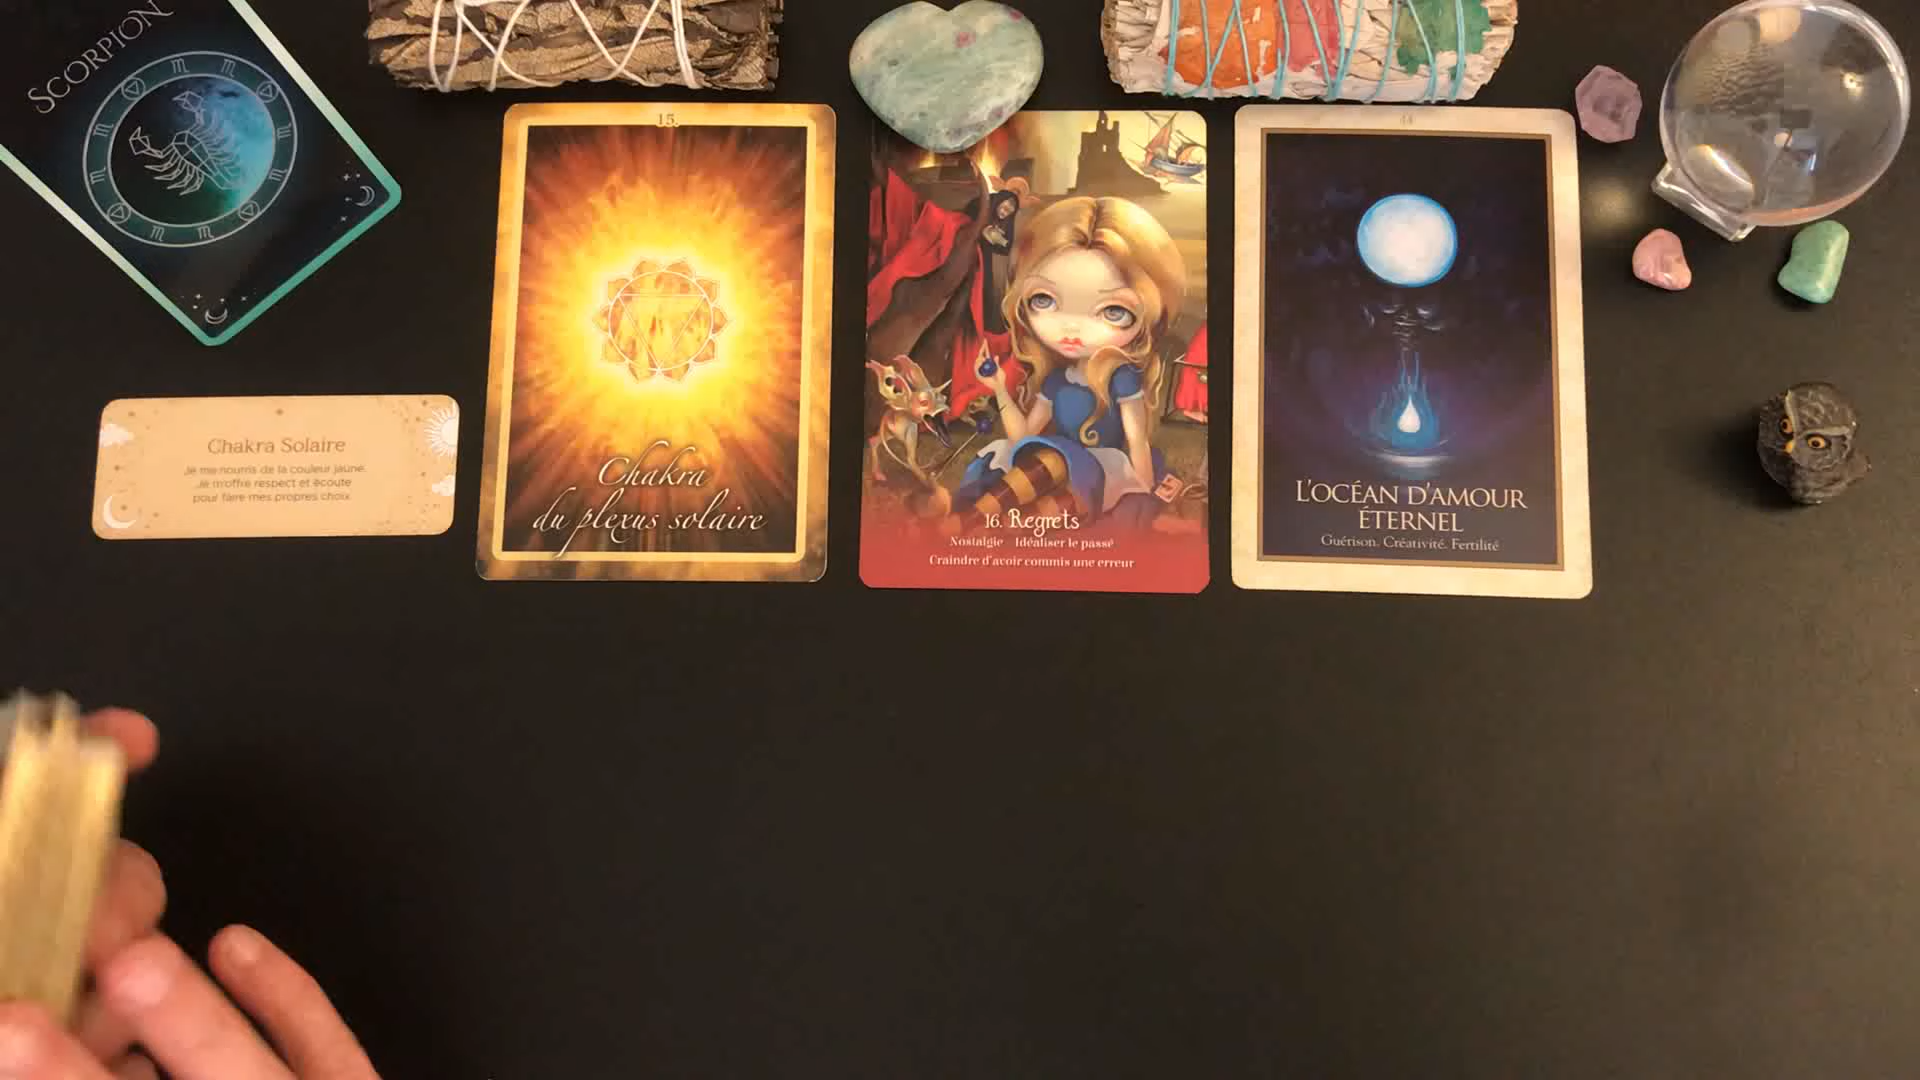 SCORPION
Chakra Solaire
Je me nourris de la couleur jaune.
Je m'offre respect et écoute
pour faire mes propres choix.
15.
Chakra
du plexus solaire
16. Regrets
Nostalgie Idéaliser le passé
Craindre d'avoir commis une erreur
44
L'OCÉAN D'AMOUR
ÉTERNEL
Guérison. Créativité. Fertilité